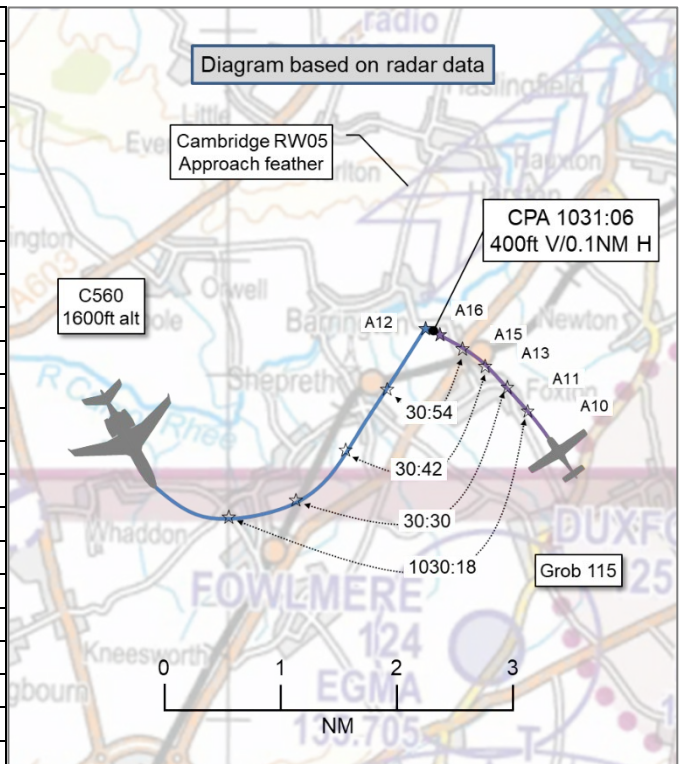 radio
Diagram based on radar data
Haslingfield
Little
Cambridge RW05
Approach feather
Hauxton
Harston
CPA 1031:06
400ft V/0.1NM H
A603
Orwell
C560
1600ft alt
Barrington
A12
A16
Newton
A15
A13
Shepreth
Foxton
A11
A10
R
Rhee
30:54
30:42
30:30
Whaddon
1030:18
DUXFO
Grob 115
25
FOWLMERE
124
Kneesworth
0
1
2
3
EGMA
NM
T